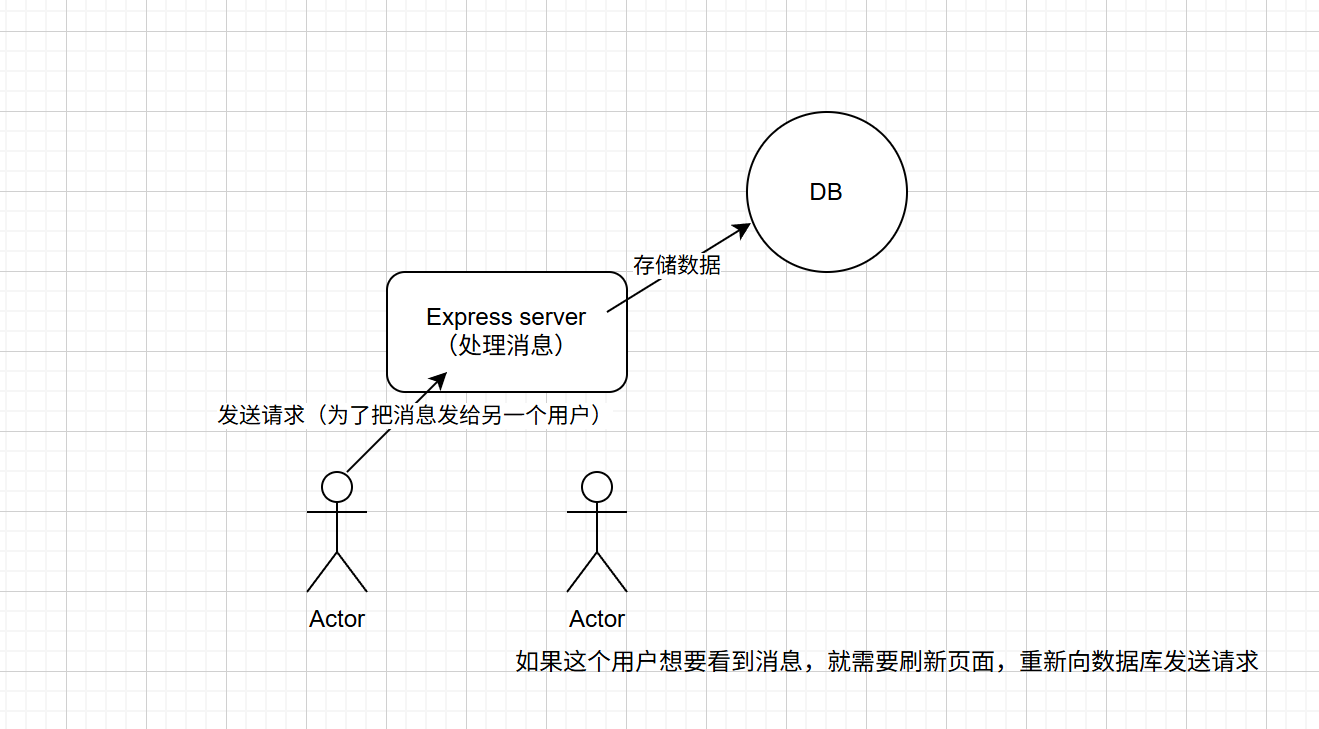 DB
存储数据
Express server
（处理消息）
发送请求（为了把消息发给另一个用户）
Actor
Actor
如果这个用户想要看到消息，就需要刷新页面，重新向数据库发送请求